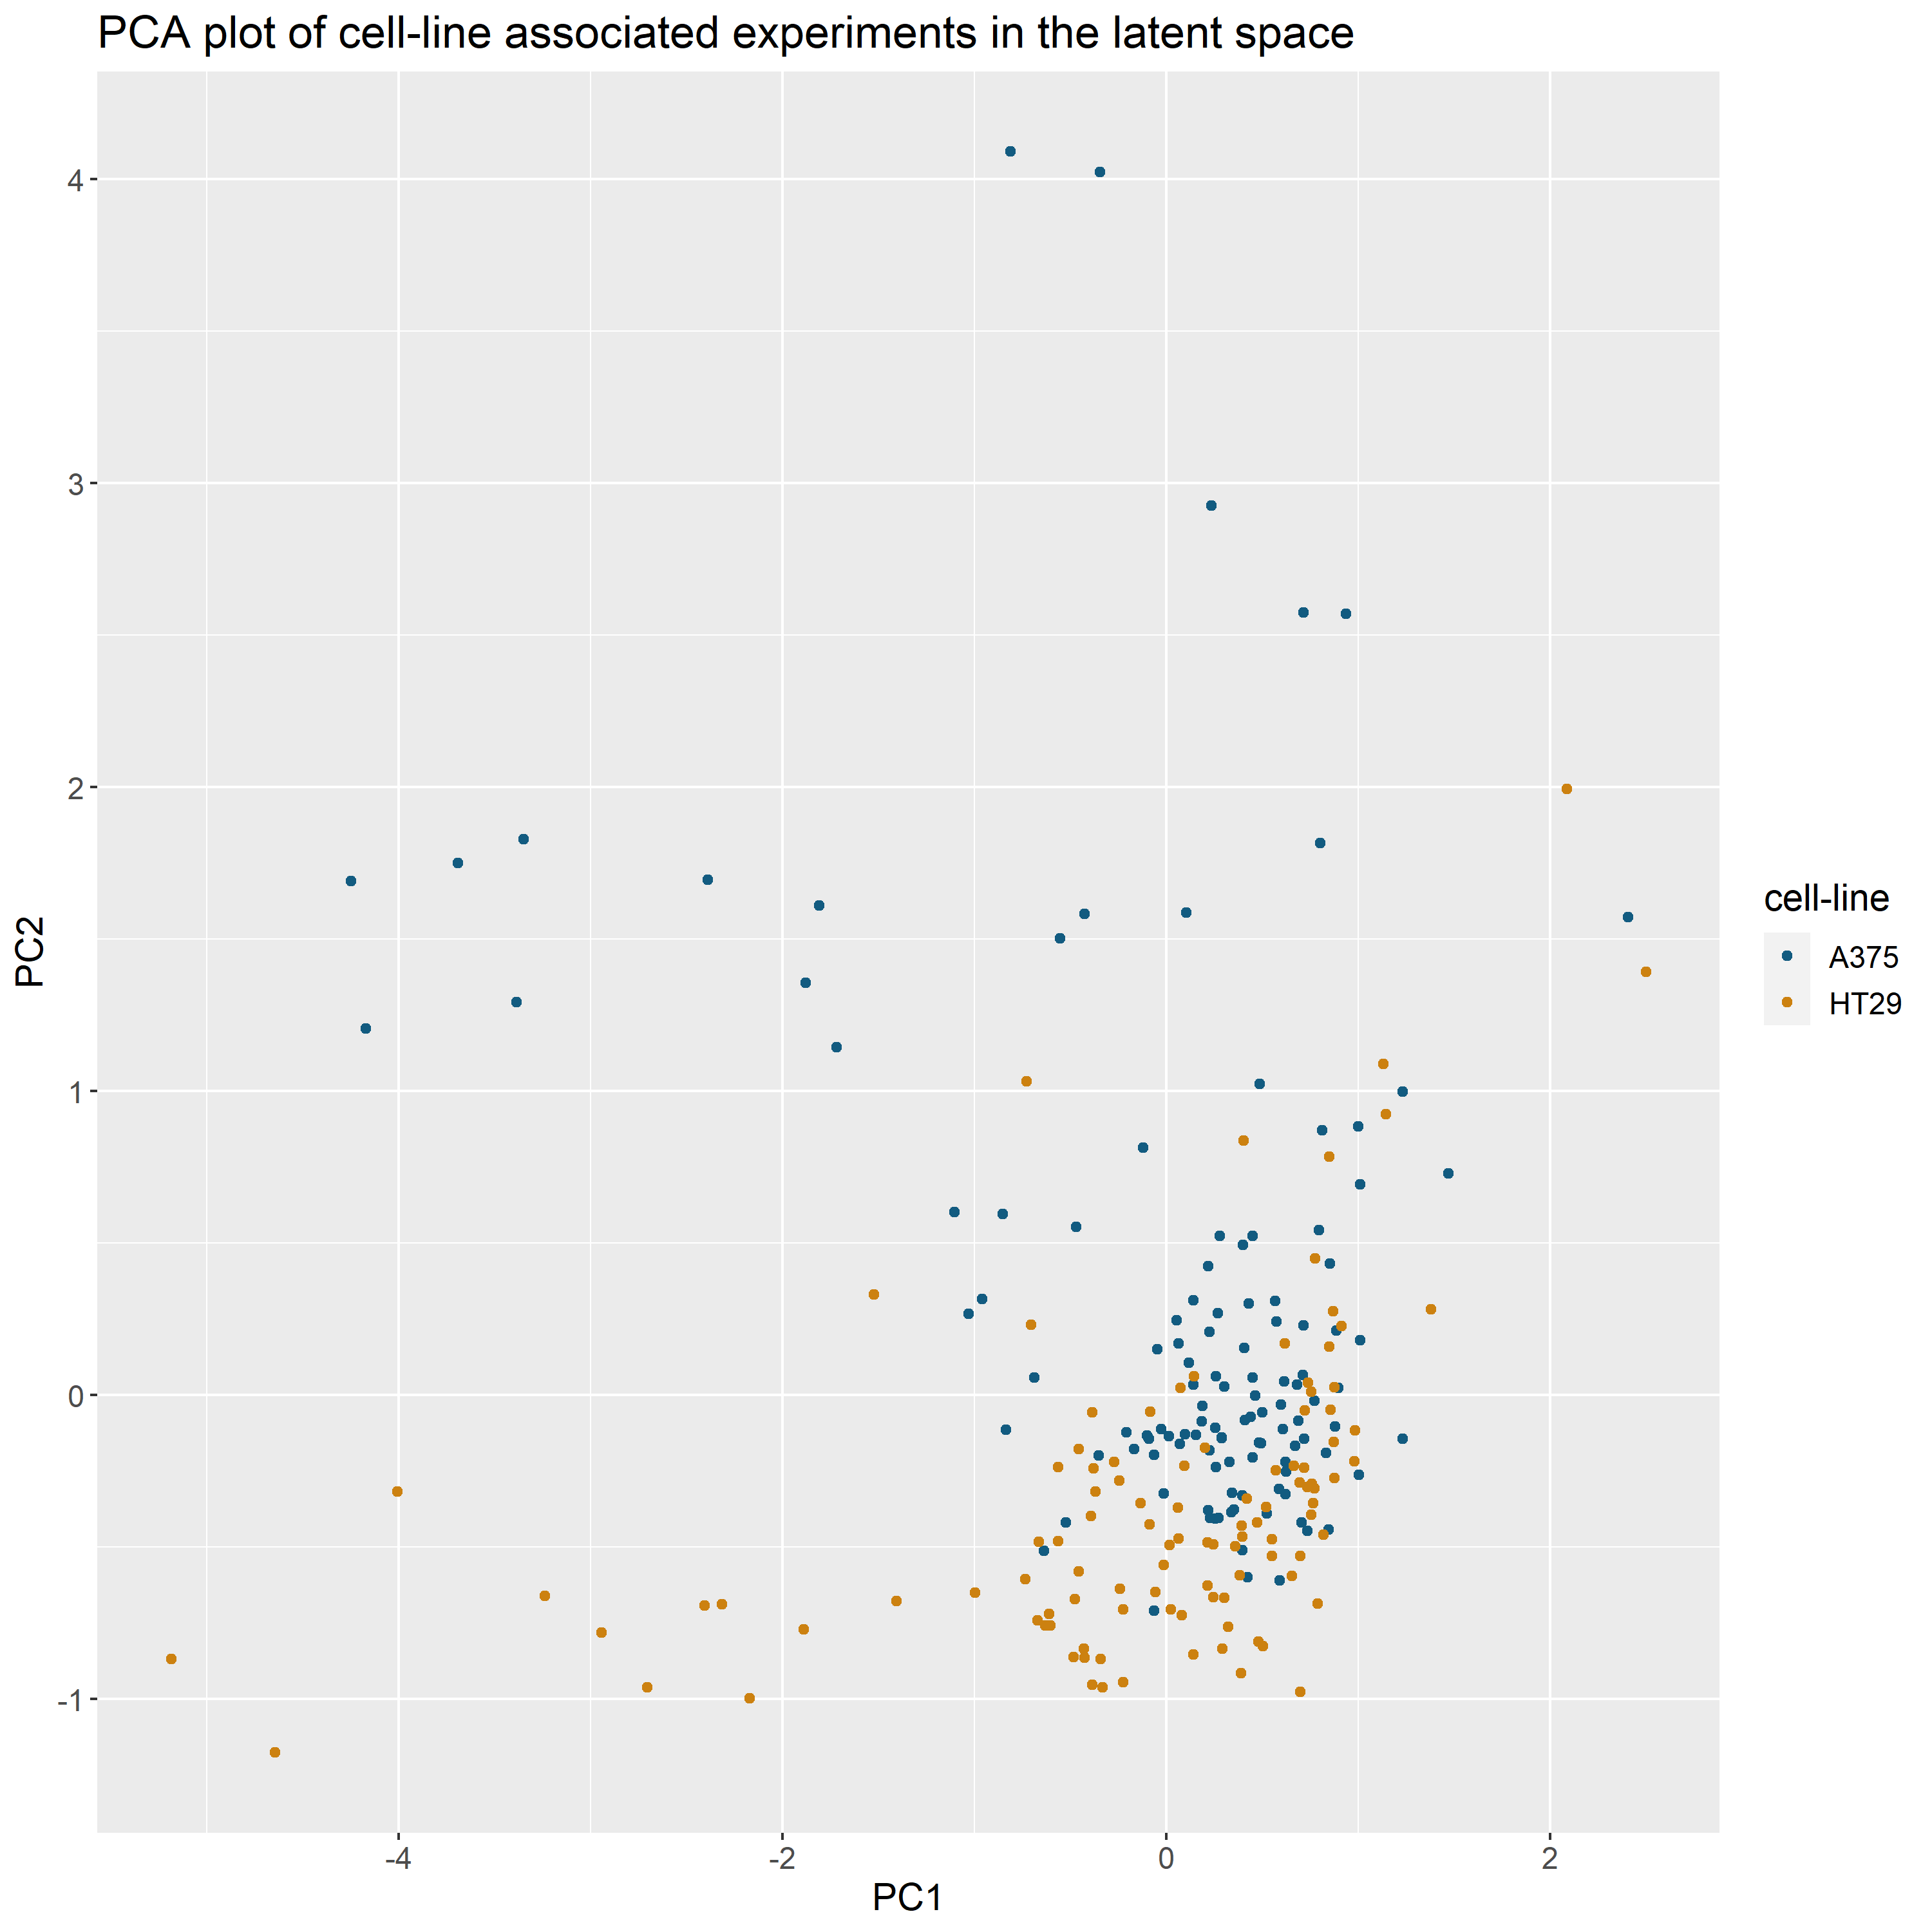 PCA plot of cell-line associated experiments in the latent space
4
3
2
1
0
-1
PC2
-4
-2
0
2
PC1
cell-line
A375
HT29